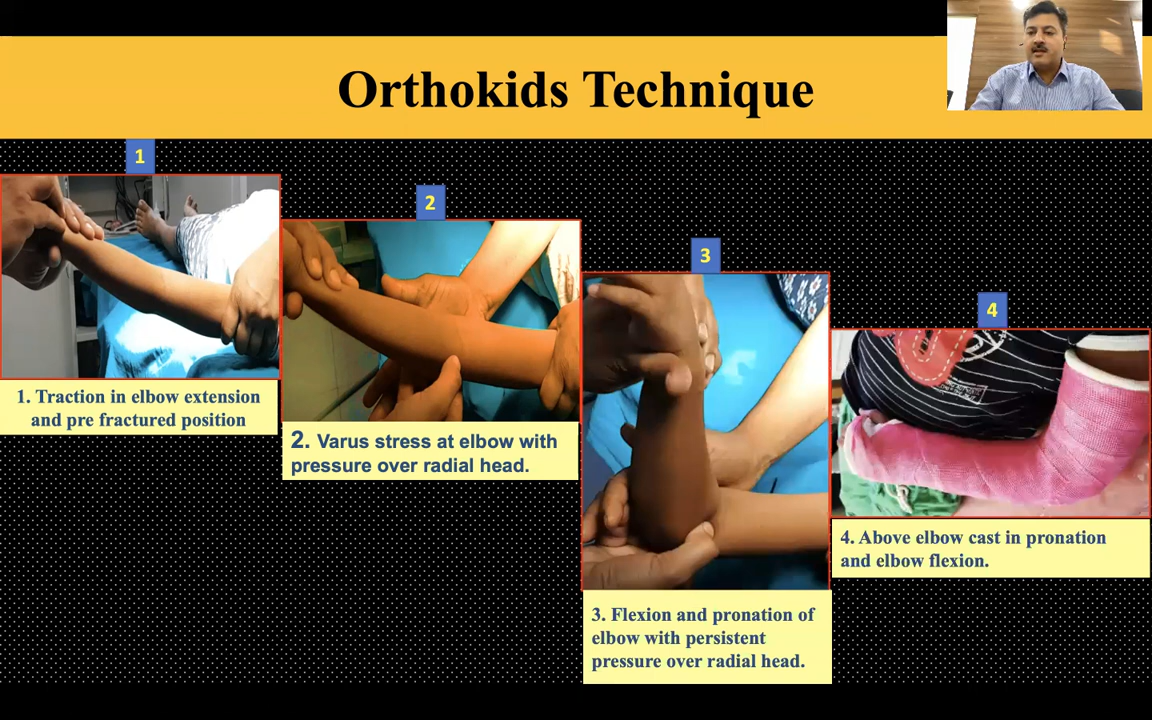 Orthokids Technique
1
2
3
4
1. Traction in elbow extension
and pre fractured position
2. Varus stress at elbow with
pressure over radial head.
3. Flexion and pronation of
elbow with persistent
pressure over radial head.
4. Above elbow cast in pronation
and elbow flexion.